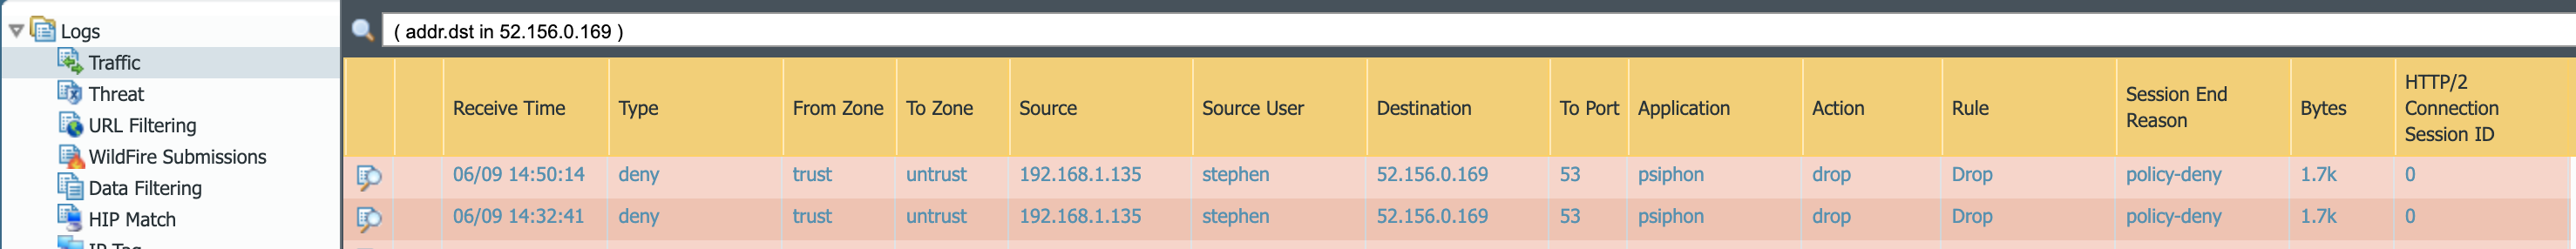 Logs
Traffic
Threat
URL Filtering
WildFire Submissions
Data Filtering
HIP Match
IP Tag
( addr.dst in 52.156.0.169 )
Receive Time Type From Zone To Zone Source Source User Destination To Port Application Action Rule Session End Reason Bytes HTTP/2 Connection Session ID
06/09 14:50:14 deny trust untrust 192.168.1.135 stephen 52.156.0.169 53 psiphon drop Drop policy-deny 1.7k 0
06/09 14:32:41 deny trust untrust 192.168.1.135 stephen 52.156.0.169 53 psiphon drop Drop policy-deny 1.7k 0